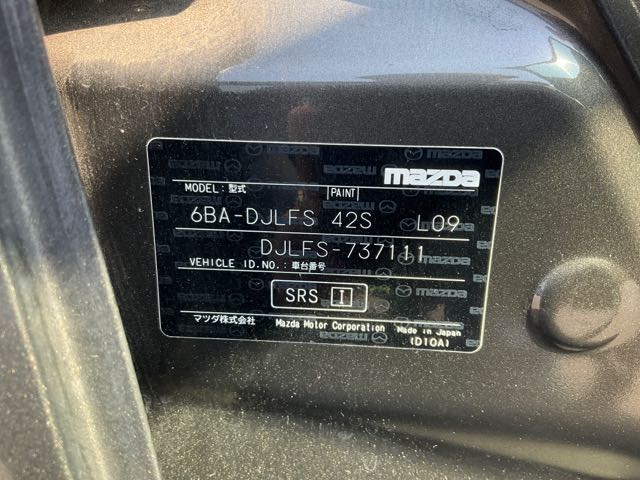 mazda
MODEL: 型式 PAINT
6BA-DJLFS 42S L09
DJLFS-737111
VEHICLE ID.NO.: 車台番号
SRS I
マツダ株式会社 Mazda Motor Corporation Made in Japan
(D10A)